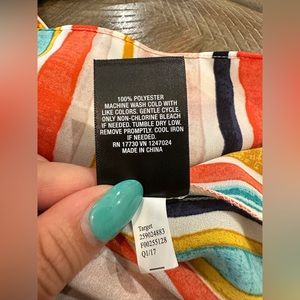 100% POLYESTER
MACHINE WASH COLD WITH
LIKE COLORS. GENTLE CYCLE.
ONLY NON-CHLORINE BLEACH
IF NEEDED. TUMBLE DRY LOW.
REMOVE PROMPTLY. COOL IRON
IF NEEDED.
RN 17730 VN 1247024
MADE IN CHINA
Target
259024883
F00255128
Q1/17